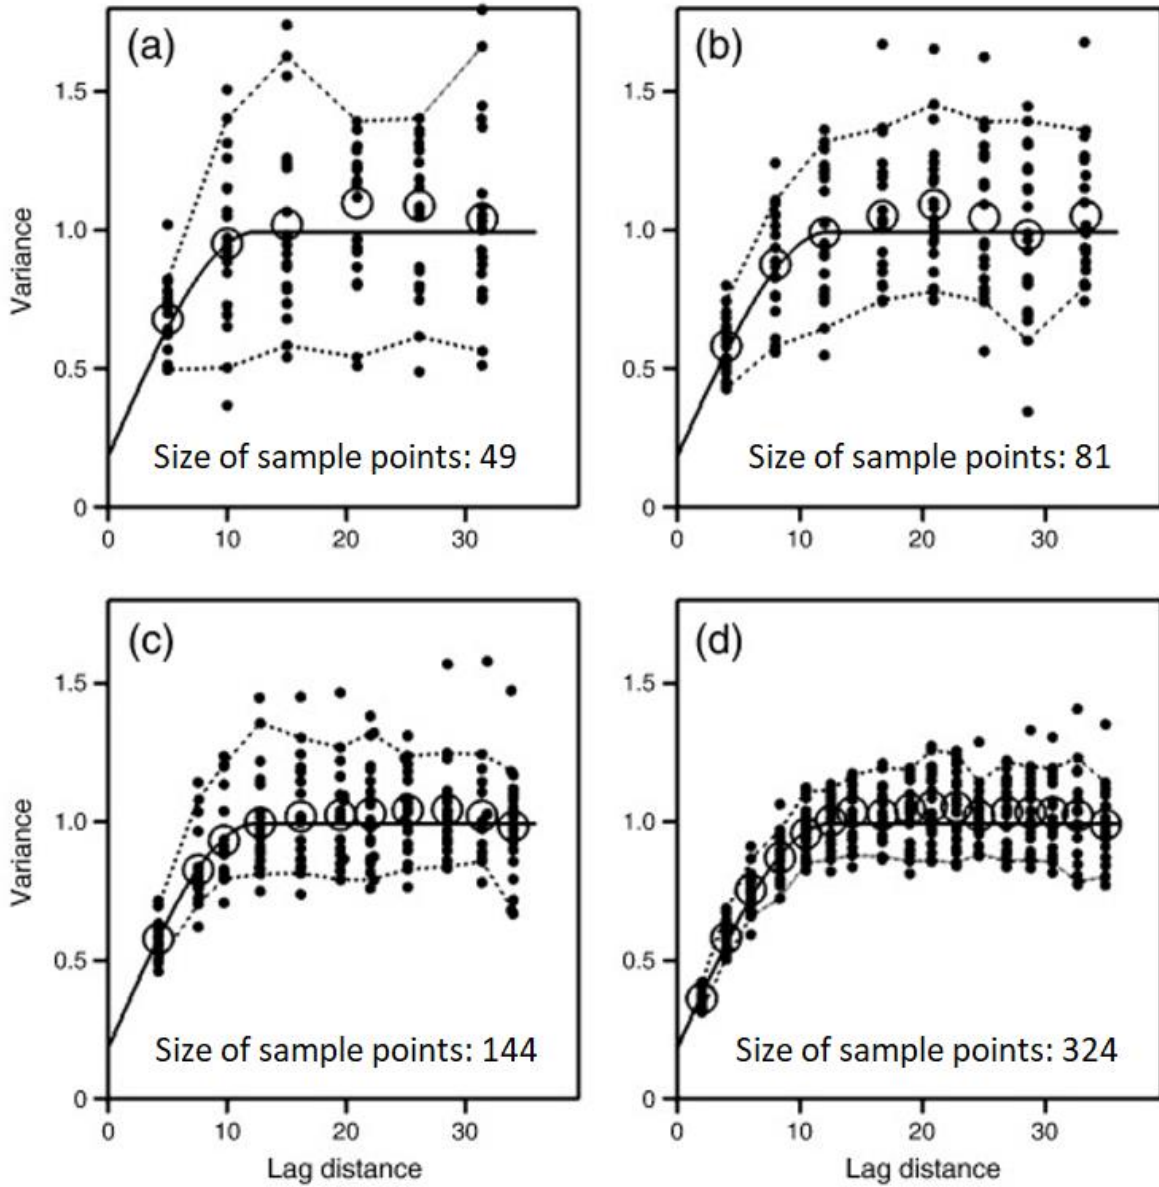 (a)
(b)
Variance
1.5
1.0
0.5
0
Size of sample points: 49
0 10 20 30
1.5
1.0
0.5
0
Size of sample points: 81
0 10 20 30
(c)
(d)
Variance
1.5
1.0
0.5
0
Size of sample points: 144
0 10 20 30
Lag distance
1.5
1.0
0.5
0
Size of sample points: 324
0 10 20 30
Lag distance